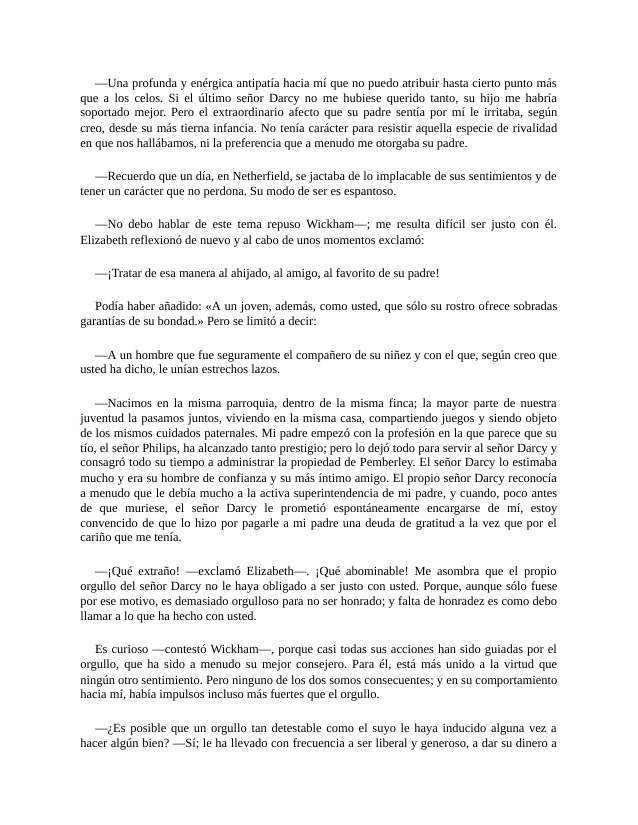 —Una profunda y enérgica antipatía hacia mí que no puedo atribuir hasta cierto punto más
que a los celos. Si el último señor Darcy no me hubiese querido tanto, su hijo me habría
soportado mejor. Pero el extraordinario afecto que su padre sentía por mí le irritaba, según
creo, desde su más tierna infancia. No tenía carácter para resistir aquella especie de rivalidad
en que nos hallábamos, ni la preferencia que a menudo me otorgaba su padre.
—Recuerdo que un día, en Netherfield, se jactaba de lo implacable de sus sentimientos y de
tener un carácter que no perdona. Su modo de ser es espantoso.
—No debo hablar de este tema repuso Wickham—; me resulta difícil ser justo con él.
Elizabeth reflexionó de nuevo y al cabo de unos momentos exclamó:
—¡Tratar de esa manera al ahijado, al amigo, al favorito de su padre!
Podía haber añadido: «A un joven, además, como usted, que sólo su rostro ofrece sobradas
garantías de su bondad.» Pero se limitó a decir:
—A un hombre que fue seguramente el compañero de su niñez y con el que, según creo que
usted ha dicho, le unían estrechos lazos.
—Nacimos en la misma parroquia, dentro de la misma finca; la mayor parte de nuestra
juventud la pasamos juntos, viviendo en la misma casa, compartiendo juegos y siendo objeto
de los mismos cuidados paternales. Mi padre empezó con la profesión en la que parece que su
tío, el señor Philips, ha alcanzado tanto prestigio; pero lo dejó todo para servir al señor Darcy y
consagró todo su tiempo a administrar la propiedad de Pemberley. El señor Darcy lo estimaba
mucho y era su hombre de confianza y su más íntimo amigo. El propio señor Darcy reconocía
a menudo que le debía mucho a la activa superintendencia de mi padre, y cuando, poco antes
de que muriese, el señor Darcy le prometió espontáneamente encargarse de mí, estoy
convencido de que lo hizo por pagarle a mi padre una deuda de gratitud a la vez que por el
cariño que me tenía.
—¡Qué extraño! —exclamó Elizabeth—. ¡Qué abominable! Me asombra que el propio
orgullo del señor Darcy no le haya obligado a ser justo con usted. Porque, aunque sólo fuese
por ese motivo, es demasiado orgulloso para no ser honrado; y falta de honradez es como debo
llamar a lo que ha hecho con usted.
Es curioso —contestó Wickham—, porque casi todas sus acciones han sido guiadas por el
orgullo, que ha sido a menudo su mejor consejero. Para él, está más unido a la virtud que
ningún otro sentimiento. Pero ninguno de los dos somos consecuentes; y en su comportamiento
hacia mí, había impulsos incluso más fuertes que el orgullo.
—¿Es posible que un orgullo tan detestable como el suyo le haya inducido alguna vez a
hacer algún bien? —Sí; le ha llevado con frecuencia a ser liberal y generoso, a dar su dinero a